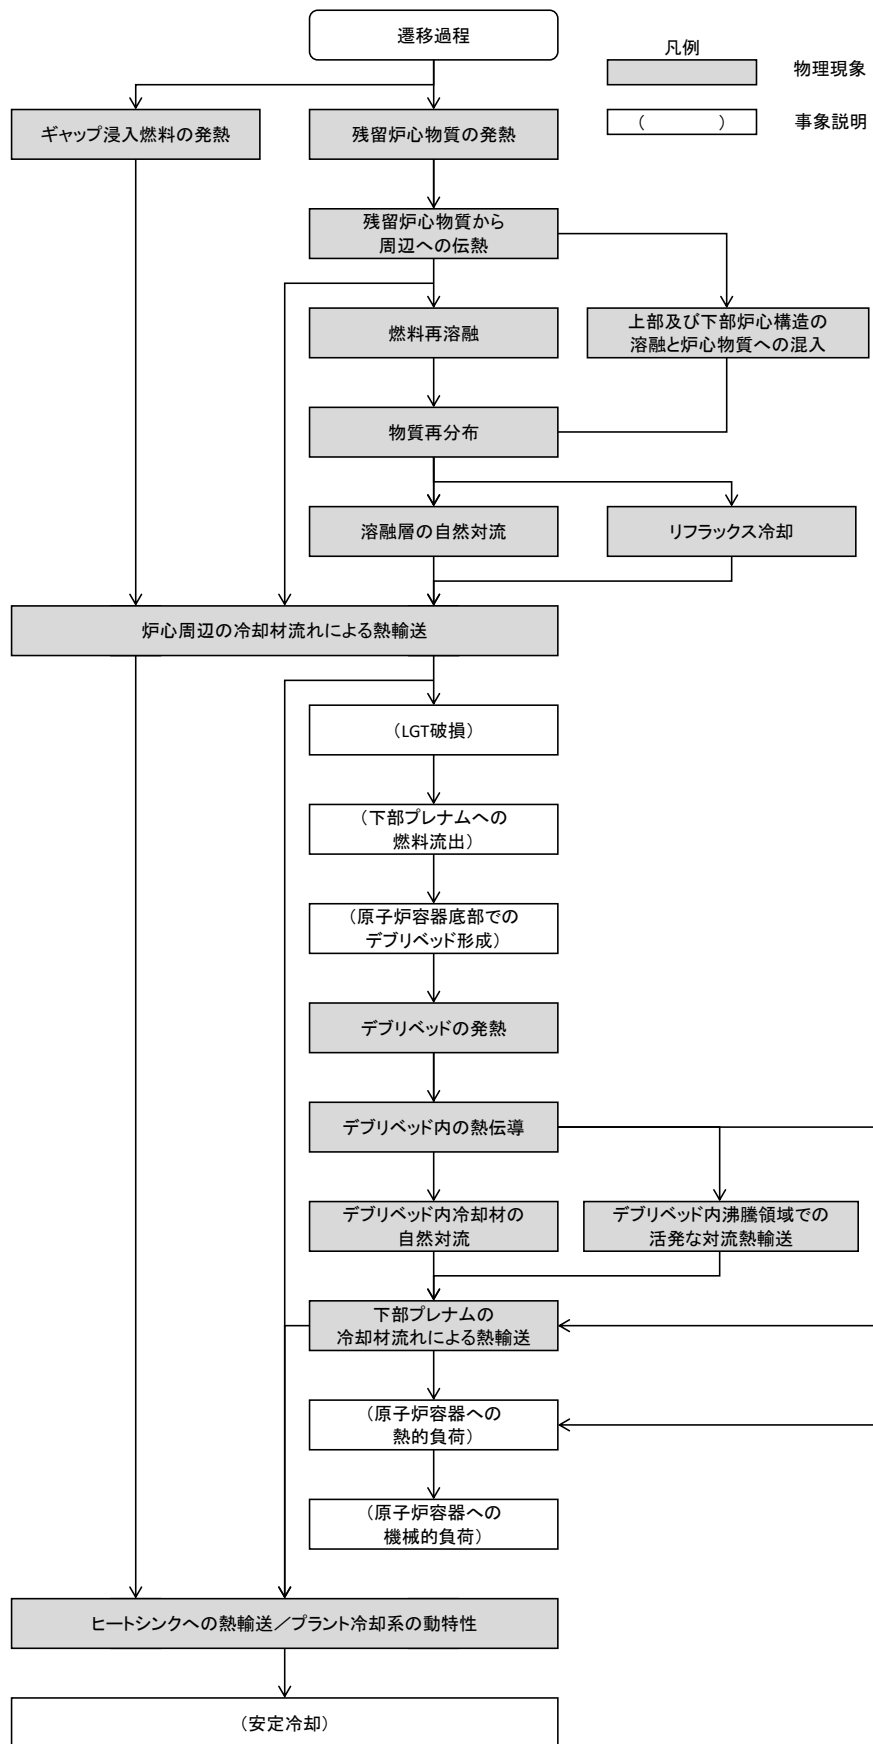 遷移過程
凡例
物理現象
(　　　　)
事象説明
ギャップ浸入燃料の発熱
残留炉心物質の発熱
残留炉心物質から
周辺への伝熱
燃料再溶融
上部及び下部炉心構造の
溶融と炉心物質への混入
物質再分布
溶融層の自然対流
リフラックス冷却
炉心周辺の冷却材流れによる熱輸送
(LGT破損)
(下部プレナムへの
燃料流出)
(原子炉容器底部での
デブリベッド形成)
デブリベッドの発熱
デブリベッド内の熱伝導
デブリベッド内冷却材の
自然対流
デブリベッド内沸騰領域での
活発な対流熱輸送
下部プレナムの
冷却材流れによる熱輸送
(原子炉容器への
熱的負荷)
(原子炉容器への
機械的負荷)
ヒートシンクへの熱輸送／プラント冷却系の動特性
(安定冷却)